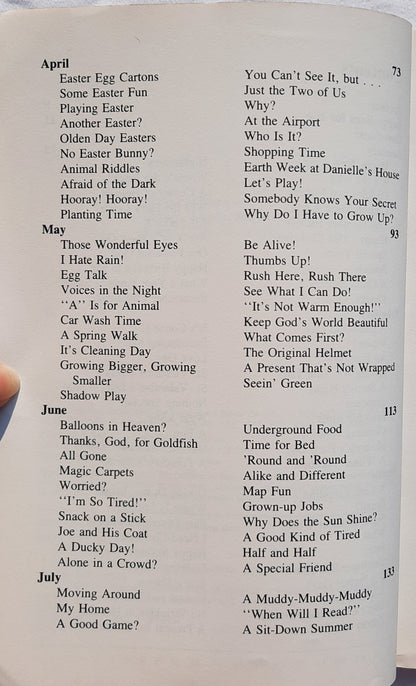 April 73
Easter Egg Cartons
Some Easter Fun
Playing Easter
Another Easter?
Olden Day Easters
No Easter Bunny?
Animal Riddles
Afraid of the Dark
Hooray! Hooray!
Planting Time
You Can't See It, but . . .
Just the Two of Us
Why?
At the Airport
Who Is It?
Shopping Time
Earth Week at Danielle's House
Let's Play!
Somebody Knows Your Secret
Why Do I Have to Grow Up?
May 93
Those Wonderful Eyes
I Hate Rain!
Egg Talk
Voices in the Night
"A" Is for Animal
Car Wash Time
A Spring Walk
It's Cleaning Day
Growing Bigger, Growing
Smaller
Shadow Play
Be Alive!
Thumbs Up!
Rush Here, Rush There
See What I Can Do!
"It's Not Warm Enough!"
Keep God's World Beautiful
What Comes First?
The Original Helmet
A Present That's Not Wrapped
Seein' Green
June 113
Balloons in Heaven?
Thanks, God, for Goldfish
All Gone
Magic Carpets
Worried?
"I'm So Tired!"
Snack on a Stick
Joe and His Coat
A Ducky Day!
Alone in a Crowd?
Underground Food
Time for Bed
'Round and 'Round
Alike and Different
Map Fun
Grown-up Jobs
Why Does the Sun Shine?
A Good Kind of Tired
Half and Half
A Special Friend
July 133
Moving Around
My Home
A Good Game?
A Muddy-Muddy-Muddy
"When Will I Read?"
A Sit-Down Summer